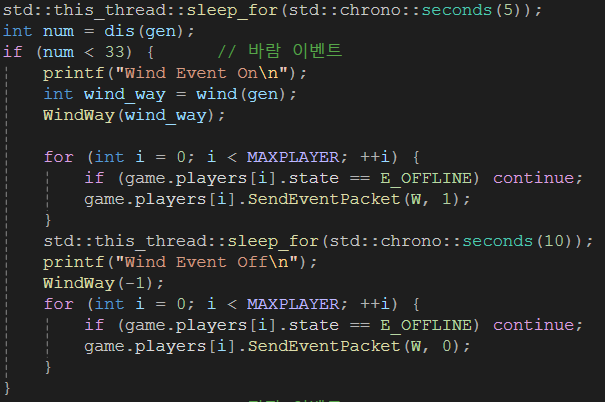 std::this_thread::sleep_for(std::chrono::seconds(5));
int num = dis(gen);
if (num < 33) {      // 바람 이벤트
    printf("Wind Event On\n");
    int wind_way = wind(gen);
    WindWay(wind_way);

    for (int i = 0; i < MAXPLAYER; ++i) {
        if (game.players[i].state == E_OFFLINE) continue;
        game.players[i].SendEventPacket(W, 1);
    }
    std::this_thread::sleep_for(std::chrono::seconds(10));
    printf("Wind Event Off\n");
    WindWay(-1);
    for (int i = 0; i < MAXPLAYER; ++i) {
        if (game.players[i].state == E_OFFLINE) continue;
        game.players[i].SendEventPacket(W, 0);
    }
}